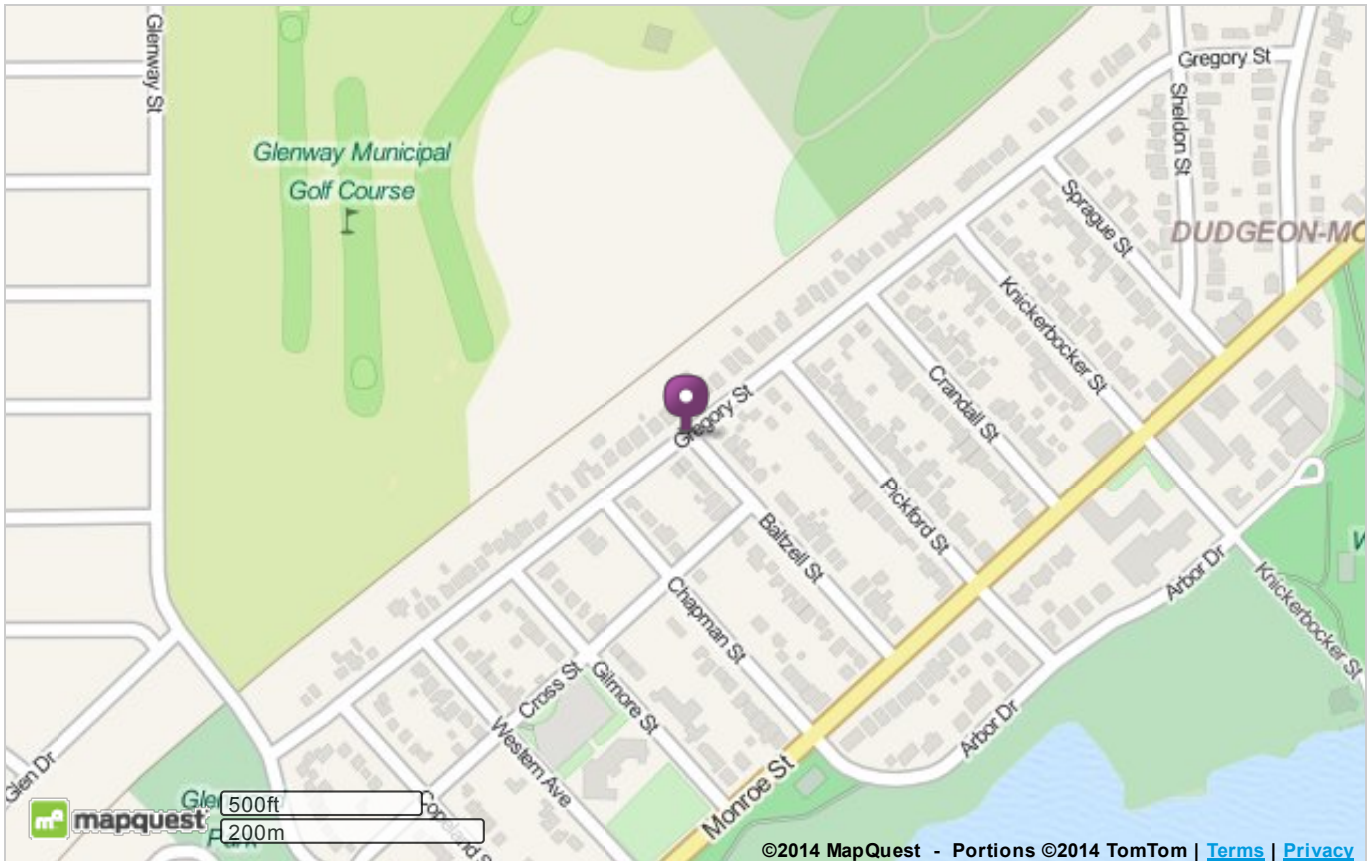 Glenway St
Gregory St
Sheldon St
Glenway Municipal
Golf Course
Sprague St
DUDGEON-MO
Knickerbocker St
Crandall St
Gregory St
Pickford St
Baltzell St
Arbor Dr
Knickerbocker St
Chapman St
Cross St
Gilmore St
Western Ave
Arbor Dr
Monroe St
Glen Dr
Park
500ft
200m
mq mapquest
©2014 MapQuest - Portions ©2014 TomTom | Terms | Privacy